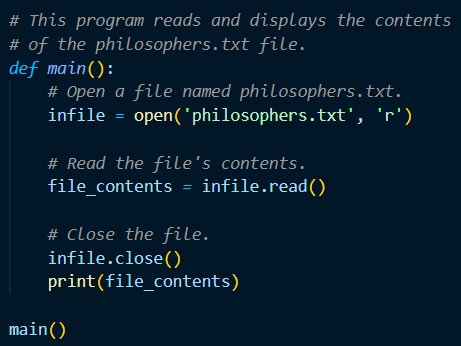 # This program reads and displays the contents
# of the philosophers.txt file.
def main():
    # Open a file named philosophers.txt.
    infile = open('philosophers.txt', 'r')

    # Read the file's contents.
    file_contents = infile.read()

    # Close the file.
    infile.close()
    print(file_contents)

main()